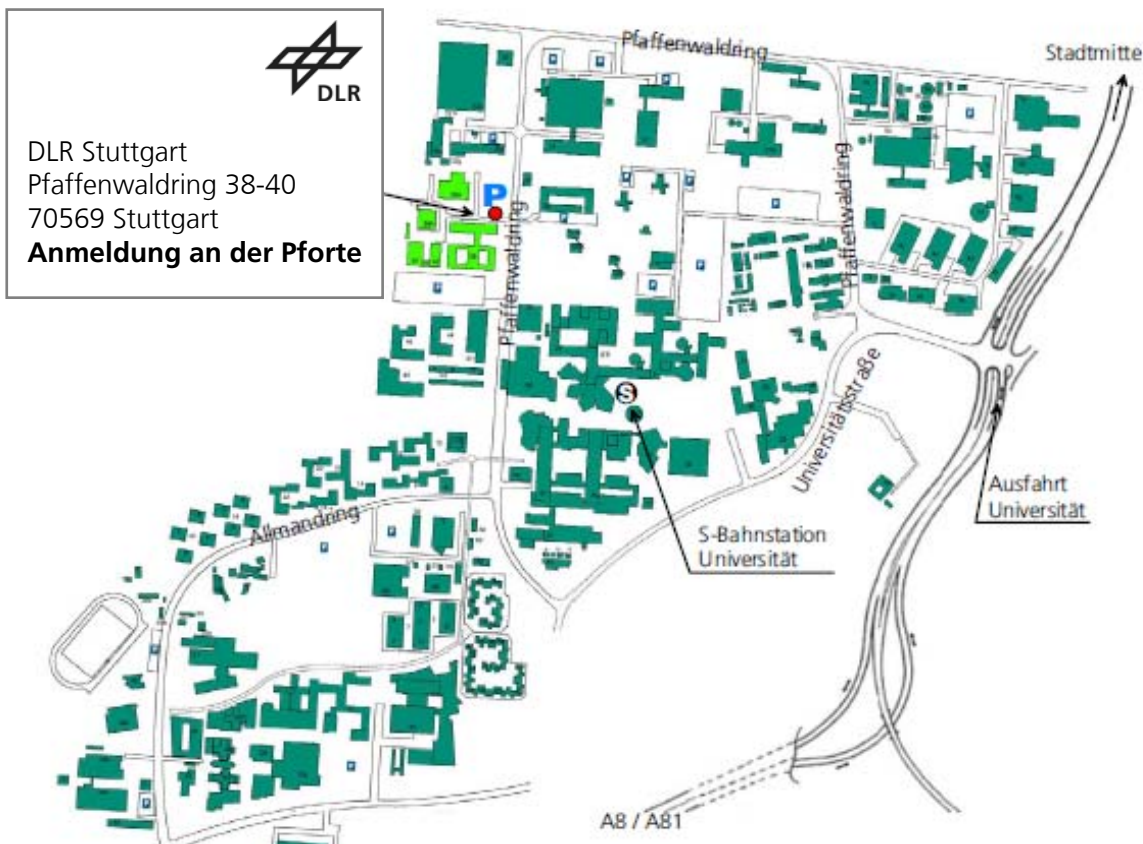 DLR
DLR Stuttgart
Pfaffenwaldring 38-40
70569 Stuttgart
Anmeldung an der Pforte
Pfaffenwaldring
Stadtmitte
P
Pfaffenwaldring
Pfaffenwaldring
Pfaffenwaldring
S
Universitätsstraße
Ausfahrt
Universität
S-Bahnstation
Universität
Allmandring
A8 / A81